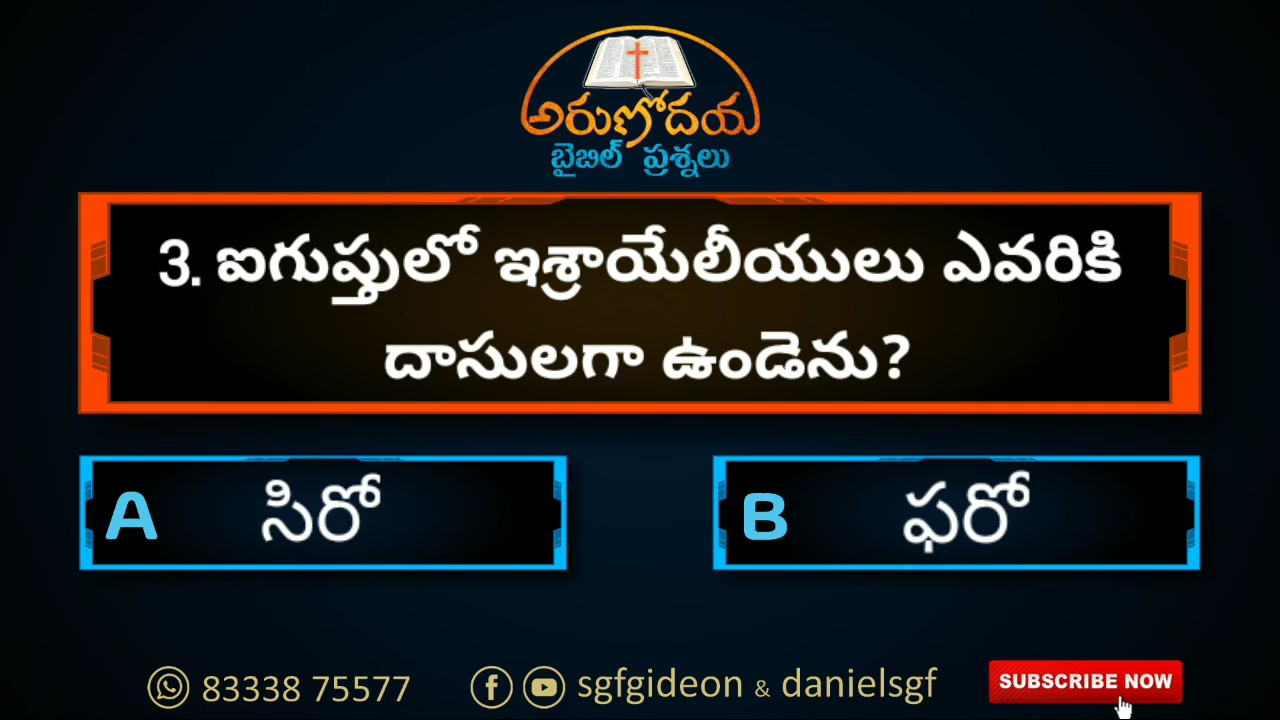 అరుణోదయ
బైబిల్ ప్రశ్నలు
3. ఐగుప్తులో ఇశ్రాయేలీయులు ఎవరికి
దాసులగా ఉండెను?
A సిరో
B ఫరో
83338 75577 sgfgideon & danielsgf SUBSCRIBE NOW